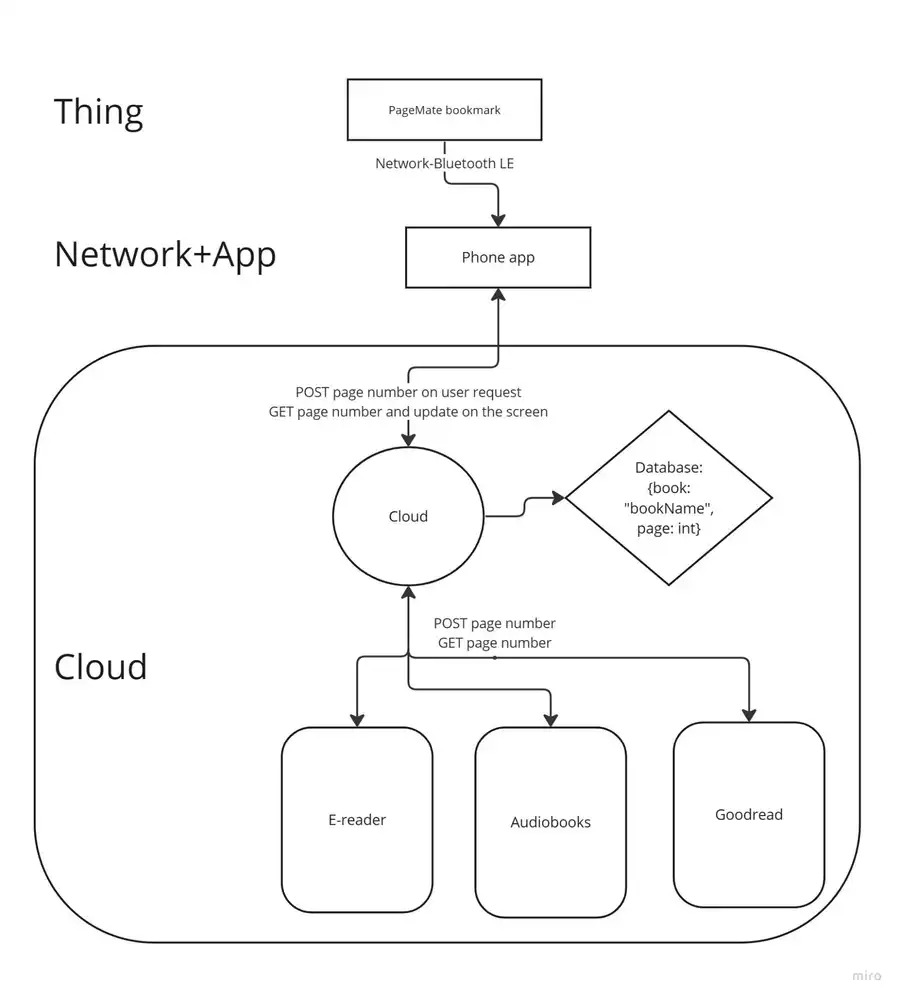 Thing
PageMate bookmark
Network-Bluetooth LE
Network+App
Phone app
POST page number on user request
GET page number and update on the screen
Cloud
Database:
{book:
"bookName",
page: int}
POST page number
GET page number
Cloud
E-reader
Audiobooks
Goodread
miro